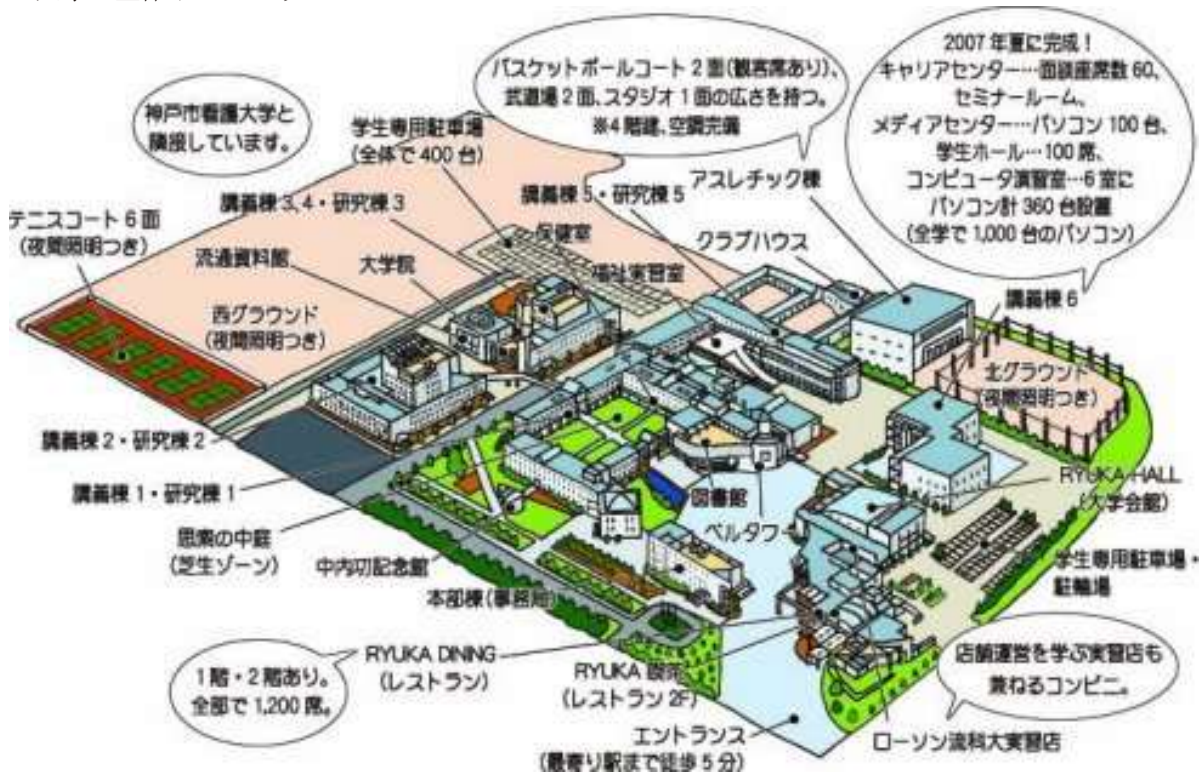 神戸市看護大学と
隣接しています。
学生専用駐車場
(全体で400台)
バスケットボールコート2面(観客席あり)、
武道場2面、スタジオ1面の広さを持つ。
※4階建、空調完備
2007年夏に完成!
キャリアセンター…面談座席数60、
セミナールーム、
メディアセンター…パソコン100台、
学生ホール…100席、
コンピュータ演習室…6室に
パソコン計360台設置
(全学で1,000台のパソコン)
講義棟3、4・研究棟3
講義棟5・研究棟5
アスレチック棟
テニスコート6面
(夜間照明つき)
流通資料館
大学院
保健室
福祉実習室
クラブハウス
講義棟6
西グラウンド
(夜間照明つき)
北グラウンド
(夜間照明つき)
講義棟2・研究棟2
講義棟1・研究棟1
思索の中庭
(芝生ゾーン)
中内㓛記念館
本部棟(事務局)
図書館
ベルタワー
RYUKA HALL
(大学会館)
学生専用駐車場・
駐輪場
1階・2階あり。
全部で1,200席。
RYUKA DINING
(レストラン)
RYUKA 喫茶
(レストラン2F)
エントランス
(最寄り駅まで徒歩5分)
店舗運営を学ぶ実習店も
兼ねるコンビニ。
ローソン流科大実習店